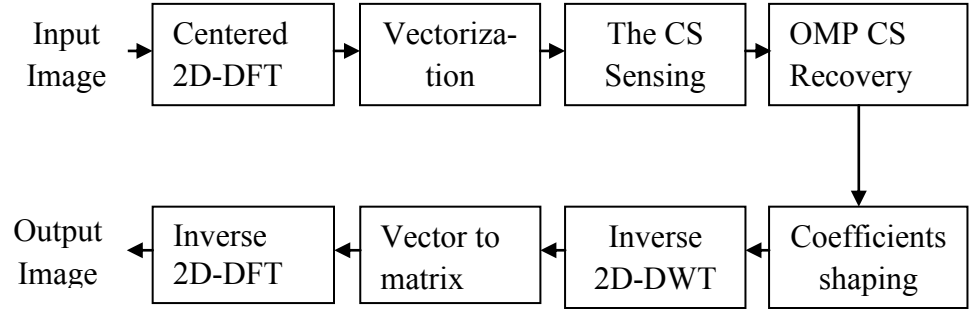 Input
Image
Centered
2D-DFT
Vectoriza-
tion
The CS
Sensing
OMP CS
Recovery
Output
Image
Inverse
2D-DFT
Vector to
matrix
Inverse
2D-DWT
Coefficients
shaping